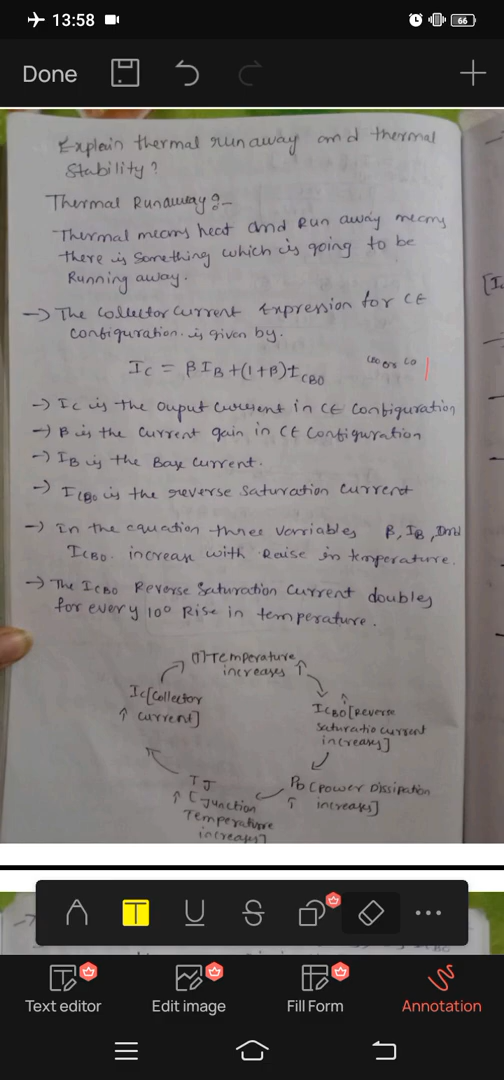 13:58
66
Done
Explain thermal runaway and thermal
stability?
Thermal Runaway?:-
Thermal means heat and Run away means
there is something which is going to be
Running away.
→ The collector current expression for CE
configuration. is given by.
IC = βIB + (1+β)ICBO
→ IC is the ouput current in CE configuration
→ β is the current gain in CE configuration
→ IB is the Base current.
→ ICBO is the reverse saturation current
→ In the equation three variables β, IB, and
ICBO. increase with Raise in temperature.
→ The ICBO Reverse saturation current doubles
for every 10° Rise in temperature.
(T) Temperature
increases ↑
IC [collector
↑ current]
ICBO [Reverse
saturatio current
increases]
PD [power Dissipation
↑ increases]
TJ
↑ [Junction
Temperature
increases]
T
U
S
Text editor
Edit image
Fill Form
Annotation